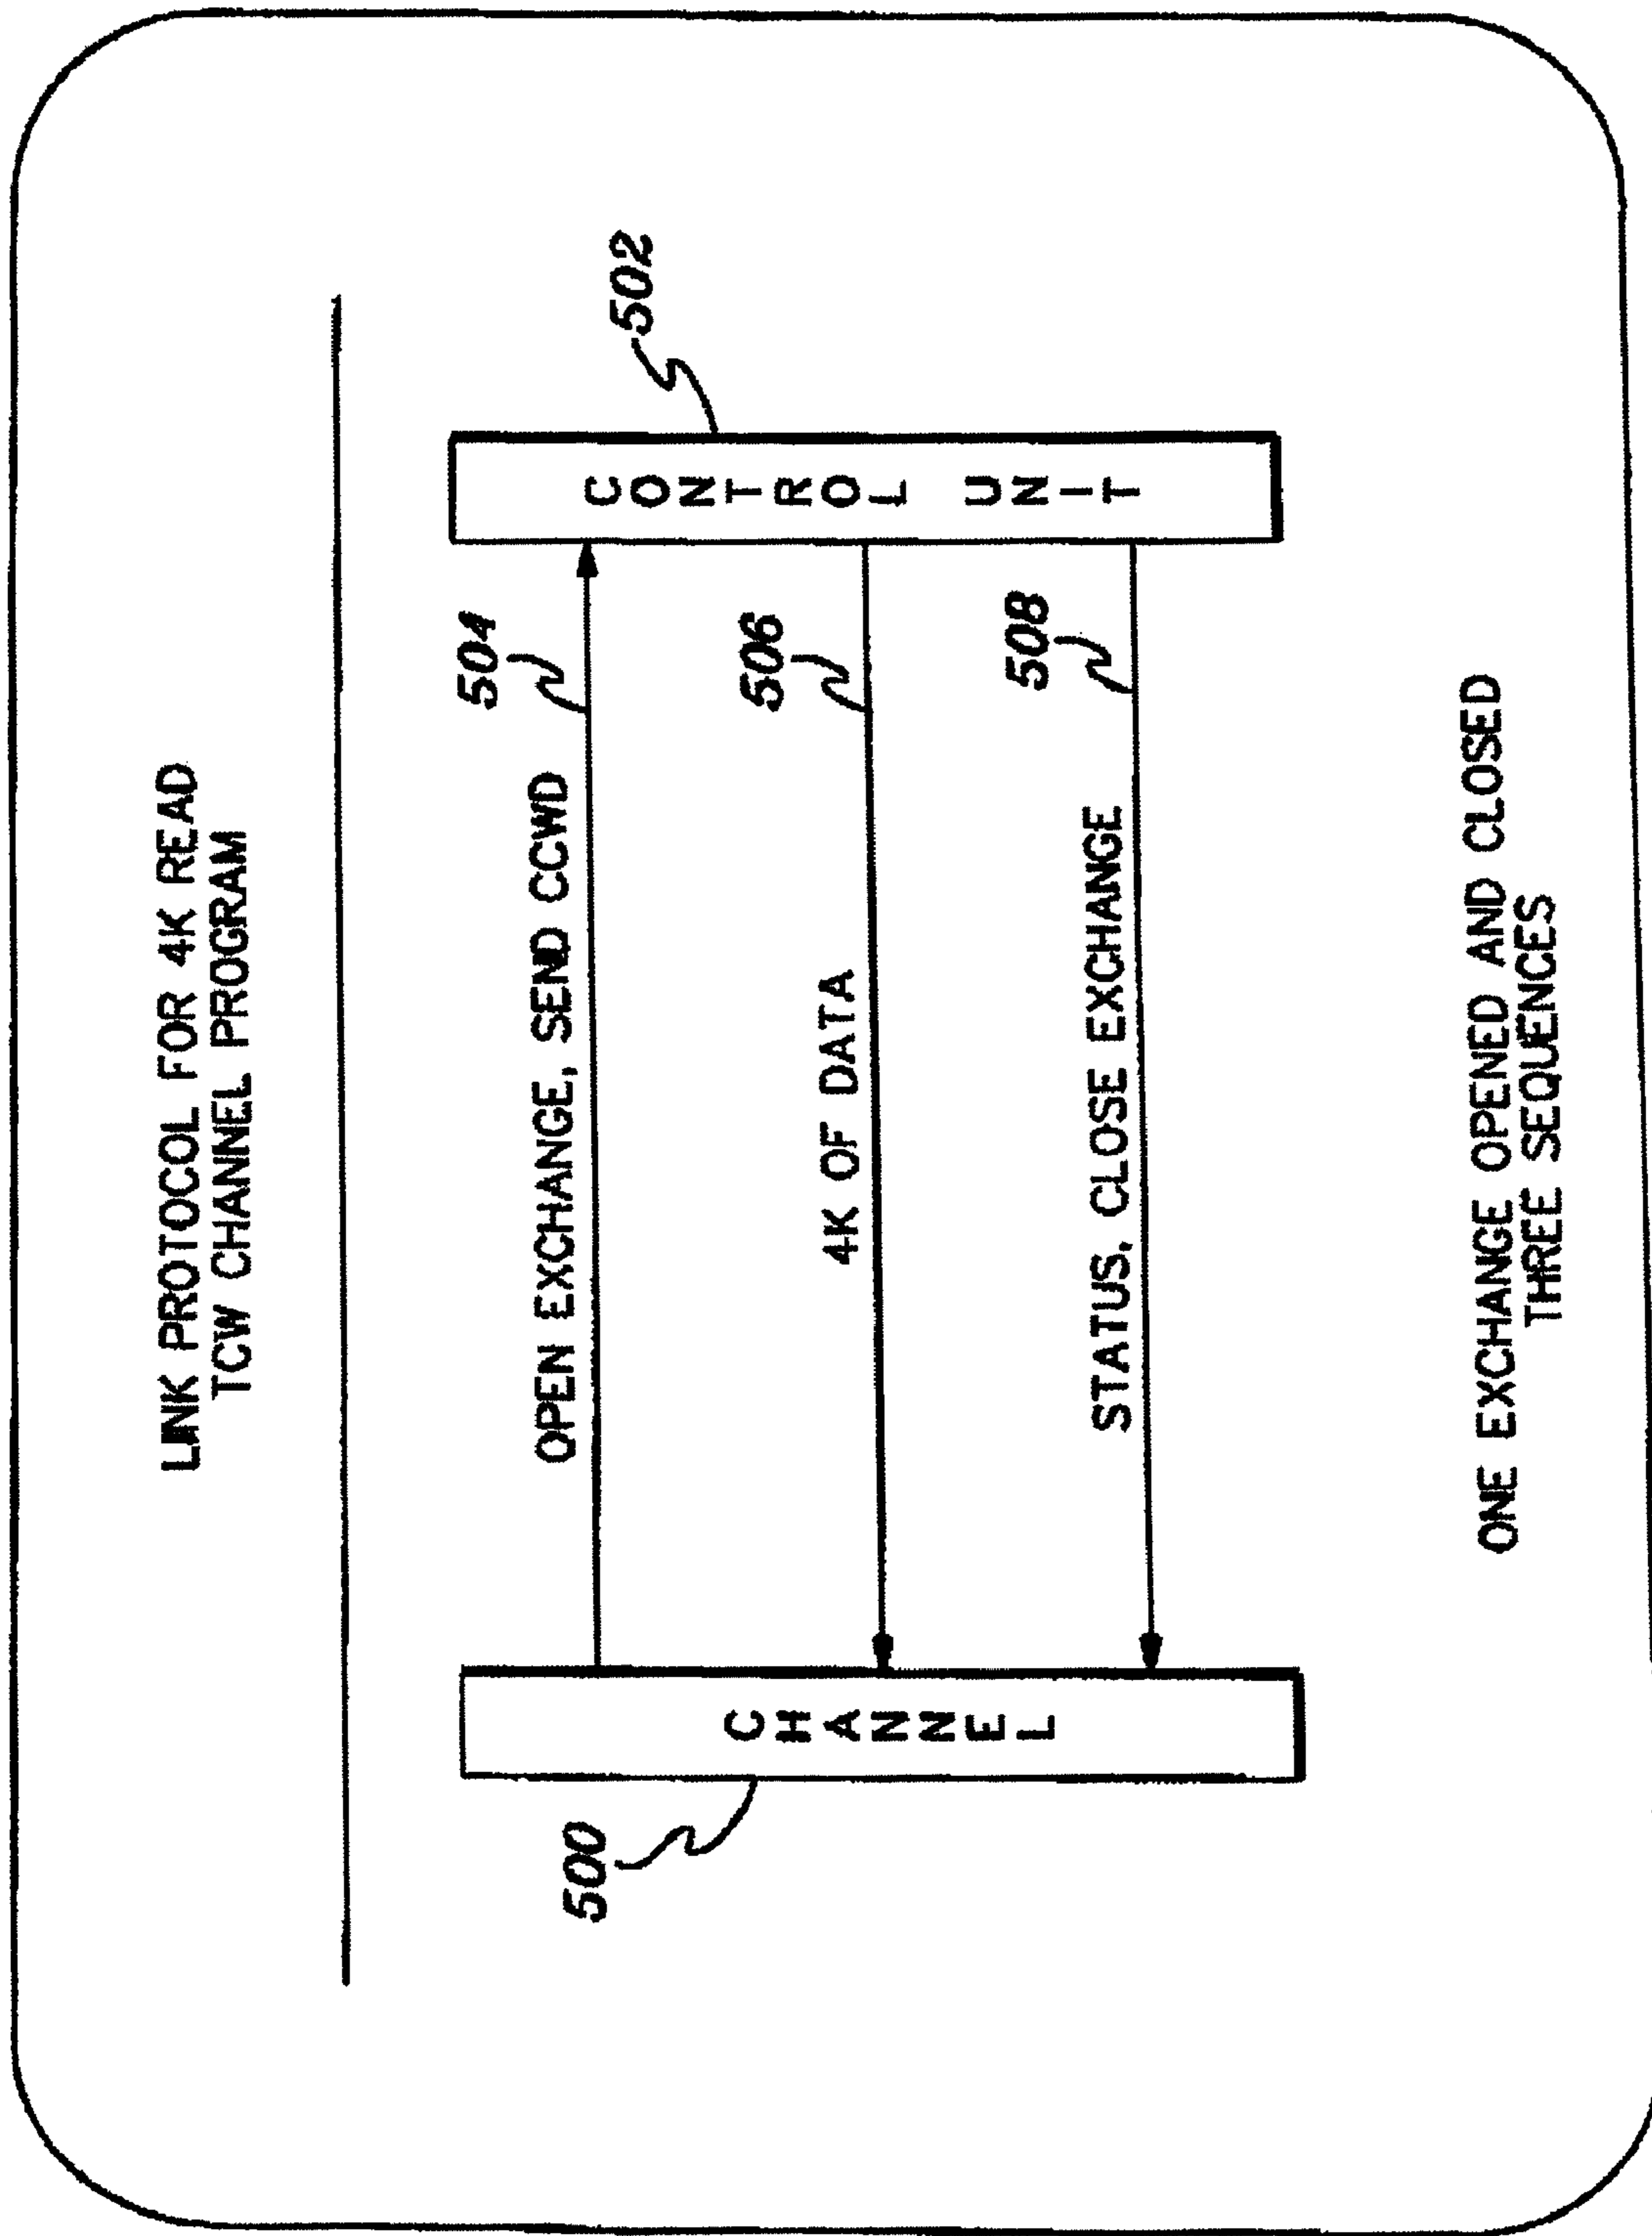 LINK PROTOCOL FOR 4K READ
TCW CHANNEL PROGRAM
502
504
OPEN EXCHANGE, SEND CCWD
CONTROL UNIT
506
4K OF DATA
508
STATUS, CLOSE EXCHANGE
CHANNEL
500
ONE EXCHANGE OPENED AND CLOSED
THREE SEQUENCES